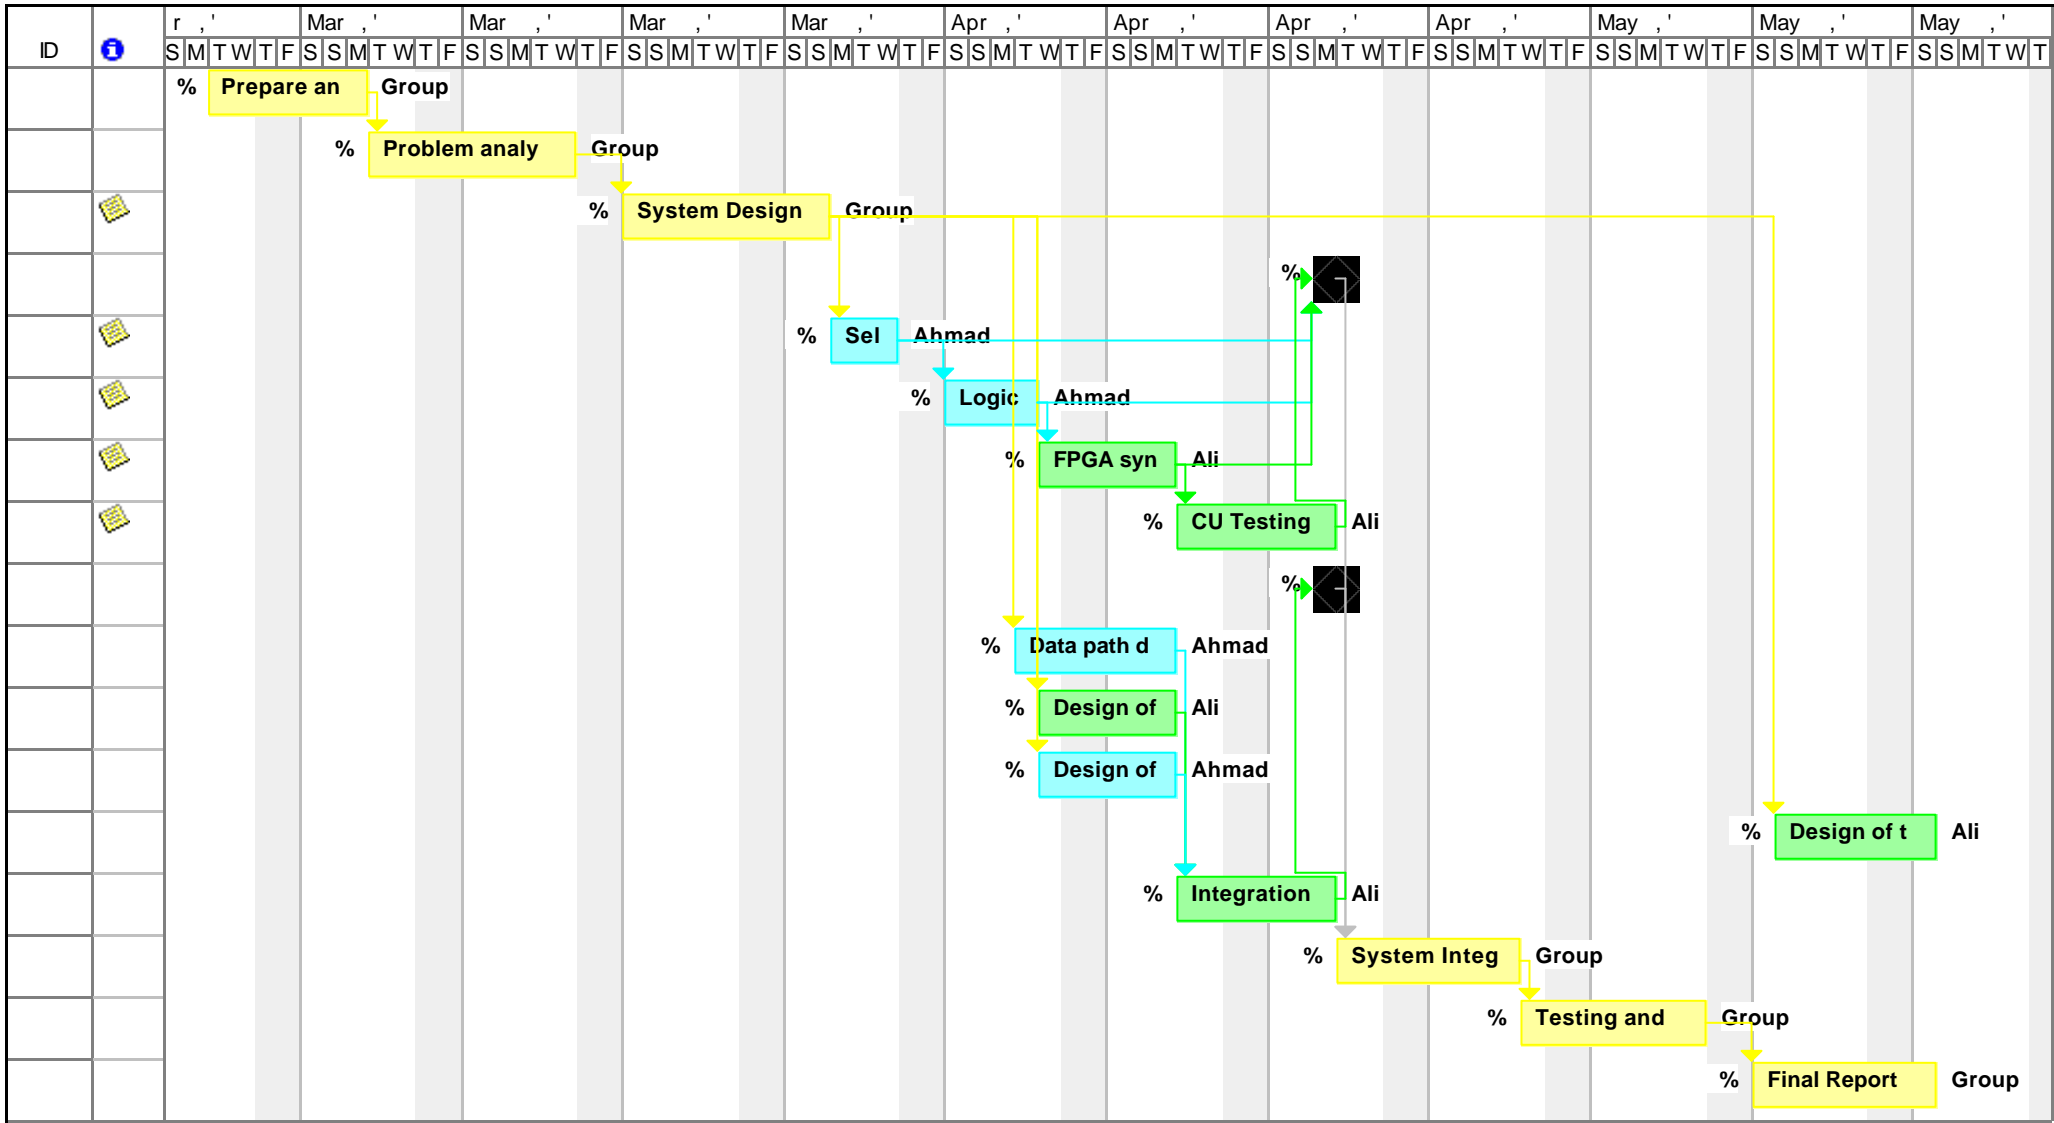 r , ' Mar , ' Mar , ' Mar , ' Mar , ' Apr , ' Apr , ' Apr , ' Apr , ' May , ' May , ' May , '
ID S M T W T F S S M T W T F S S M T W T F S S M T W T F S S M T W T F S S M T W T F S S M T W T F S S M T W T F S S M T W T F S S M T W T F S S M T W T F S S M T W T
% Prepare an Group
% Problem analy Group
% System Design Group
%
% Sel Ahmad
% Logic Ahmad
% FPGA syn Ali
% CU Testing Ali
%
% Data path d Ahmad
% Design of Ali
% Design of Ahmad
% Design of t Ali
% Integration Ali
% System Integ Group
% Testing and Group
% Final Report Group